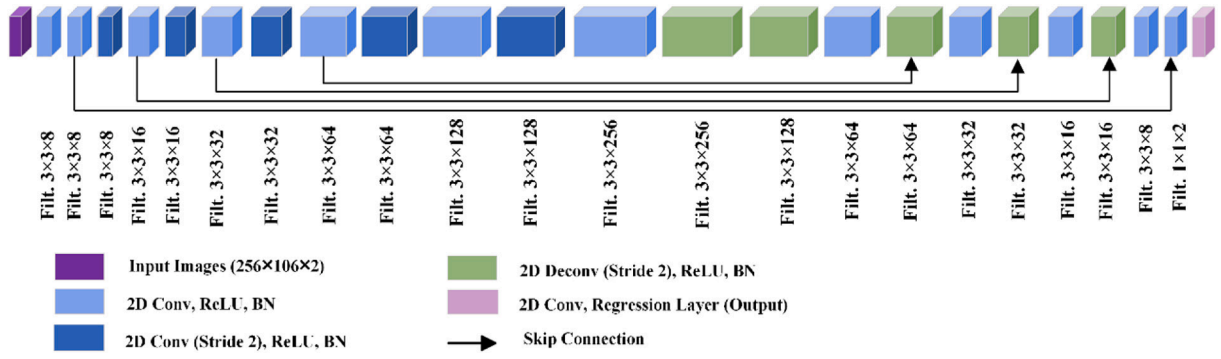 Filt. 3×3×8
Filt. 3×3×8
Filt. 3×3×8
Filt. 3×3×16
Filt. 3×3×16
Filt. 3×3×32
Filt. 3×3×32
Filt. 3×3×64
Filt. 3×3×64
Filt. 3×3×128
Filt. 3×3×128
Filt. 3×3×256
Filt. 3×3×256
Filt. 3×3×128
Filt. 3×3×64
Filt. 3×3×64
Filt. 3×3×32
Filt. 3×3×32
Filt. 3×3×16
Filt. 3×3×16
Filt. 3×3×8
Filt. 1×1×2
Input Images (256×106×2)
2D Conv, ReLU, BN
2D Conv (Stride 2), ReLU, BN
2D Deconv (Stride 2), ReLU, BN
2D Conv, Regression Layer (Output)
Skip Connection